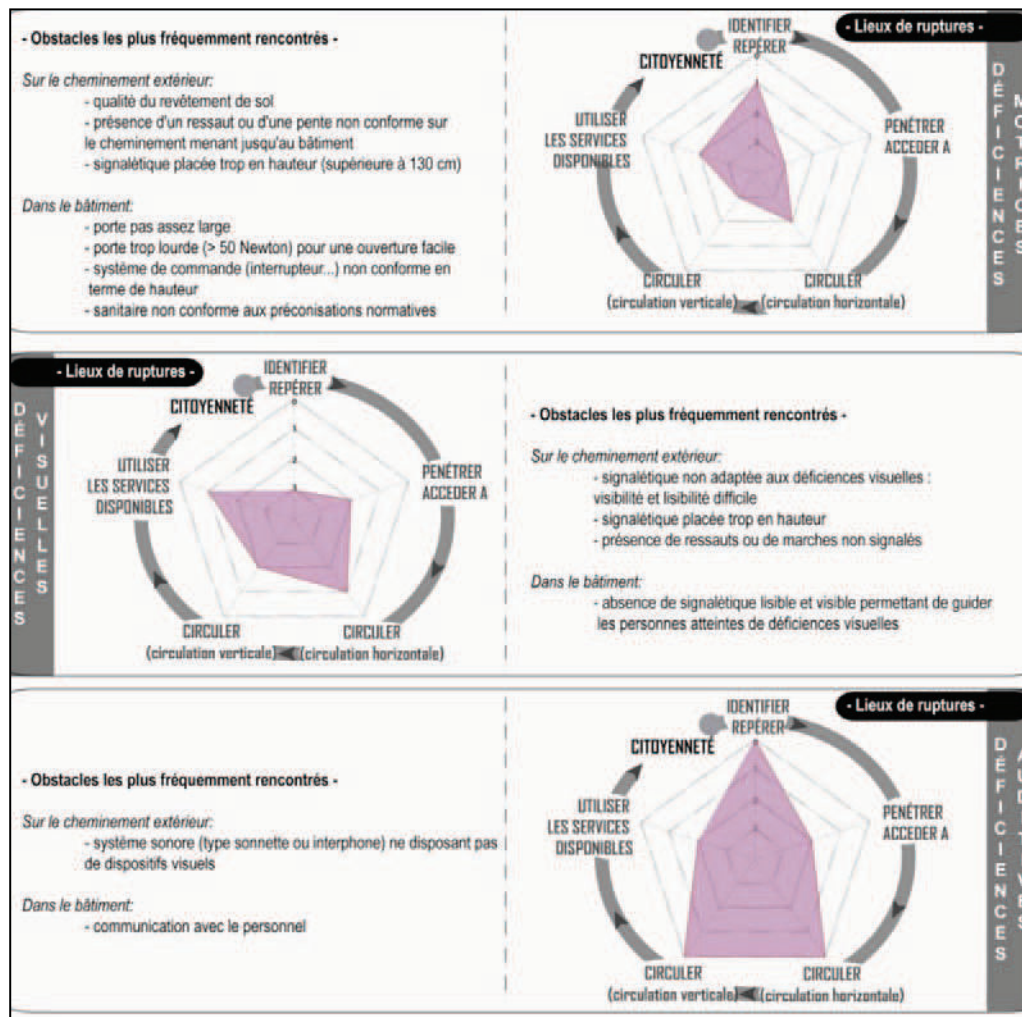 - Obstacles les plus fréquemment rencontrés -
Sur le cheminement extérieur:
- qualité du revêtement de sol
- présence d'un ressaut ou d'une pente non conforme sur
le cheminement menant jusqu'au bâtiment
- signalétique placée trop en hauteur (supérieure à 130 cm)
Dans le bâtiment:
- porte pas assez large
- porte trop lourde (> 50 Newton) pour une ouverture facile
- système de commande (interrupteur...) non conforme en
terme de hauteur
- sanitaire non conforme aux préconisations normatives
- Lieux de ruptures -
IDENTIFIER
REPÉRER
CITOYENNETÉ
UTILISER
LES SERVICES
DISPONIBLES
PENÉTRER
ACCEDER A
CIRCULER
(circulation verticale)
CIRCULER
(circulation horizontale)
DÉFICIENCES
MOTRICES
- Lieux de ruptures -
DÉFICIENCES
VISUELLES
IDENTIFIER
REPÉRER
CITOYENNETÉ
0
1
2
UTILISER
LES SERVICES
DISPONIBLES
PENÉTRER
ACCEDER A
CIRCULER
(circulation verticale)
CIRCULER
(circulation horizontale)
- Obstacles les plus fréquemment rencontrés -
Sur le cheminement extérieur:
- signalétique non adaptée aux déficiences visuelles :
visibilité et lisibilité difficile
- signalétique placée trop en hauteur
- présence de ressauts ou de marches non signalés
Dans le bâtiment:
- absence de signalétique lisible et visible permettant de guider
les personnes atteintes de déficiences visuelles
- Obstacles les plus fréquemment rencontrés -
Sur le cheminement extérieur:
- système sonore (type sonnette ou interphone) ne disposant pas
de dispositifs visuels
Dans le bâtiment:
- communication avec le personnel
- Lieux de ruptures -
IDENTIFIER
REPÉRER
CITOYENNETÉ
UTILISER
LES SERVICES
DISPONIBLES
PENÉTRER
ACCEDER A
CIRCULER
(circulation verticale)
CIRCULER
(circulation horizontale)
DÉFICIENCES
AUDITIVES